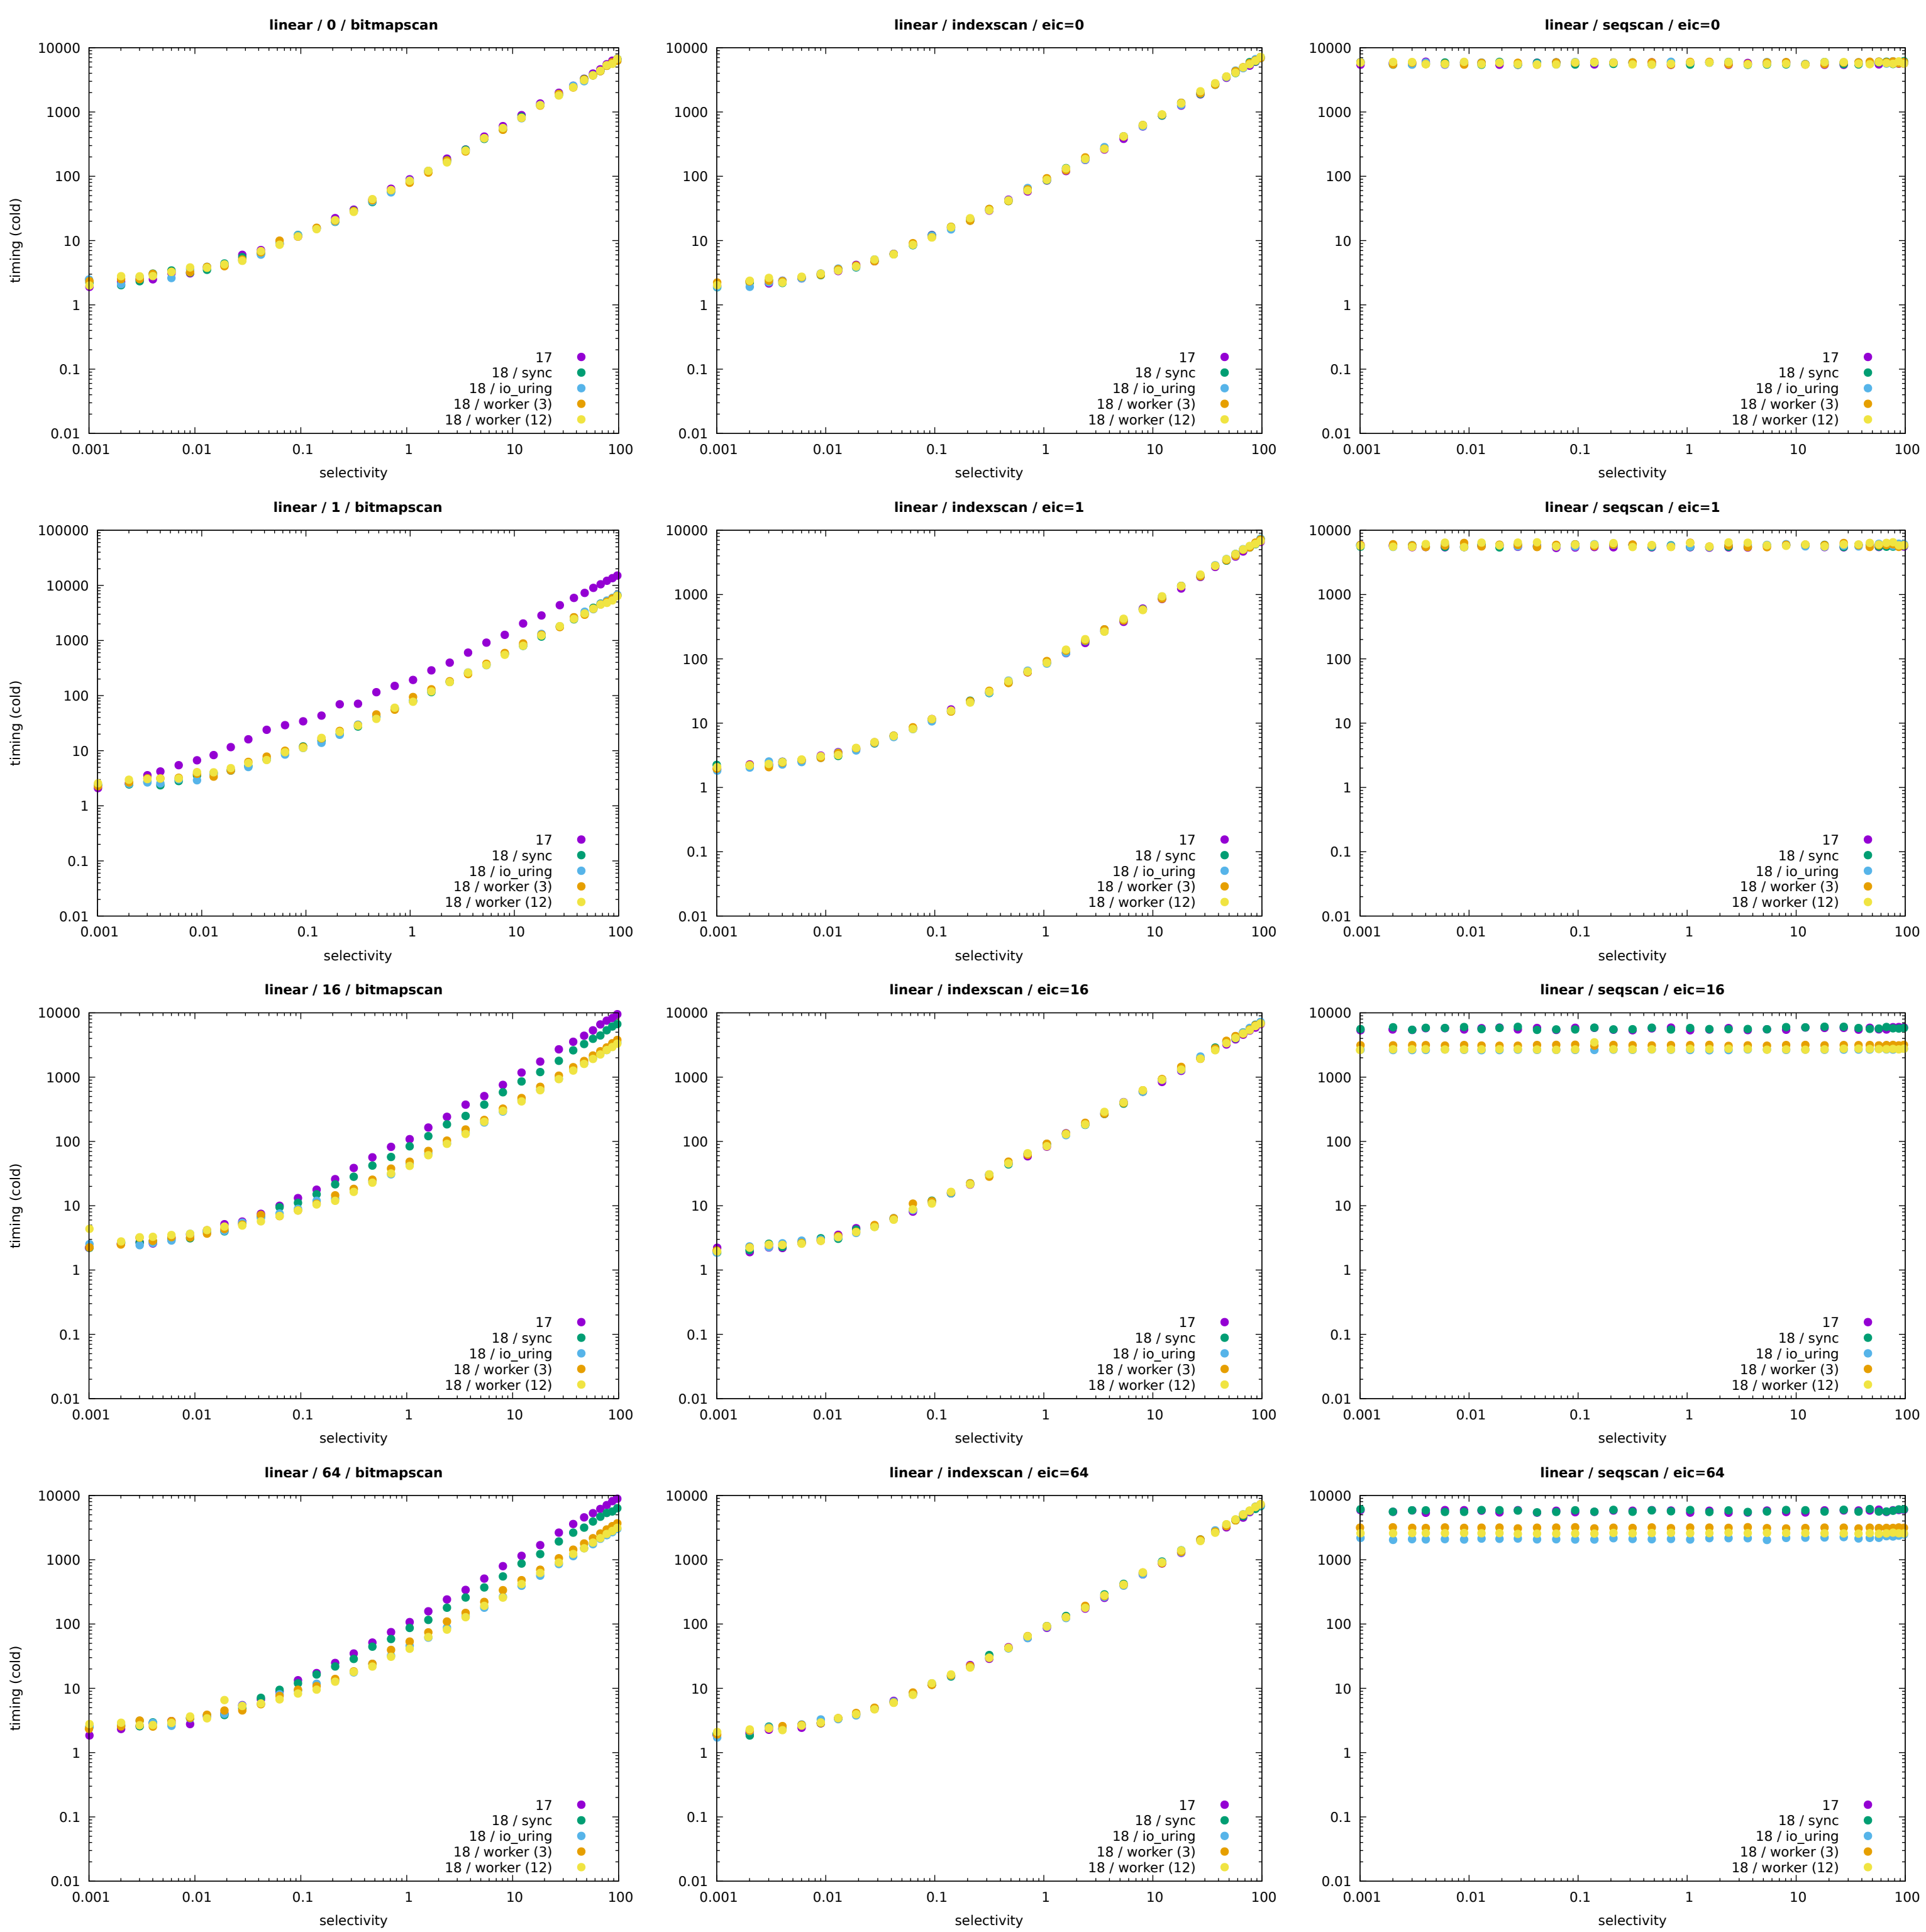 linear / 0 / bitmapscan
timing (cold)
10000
1000
100
10
1
0.1
0.01
0.001 0.01 0.1 1 10 100
selectivity
17
18 / sync
18 / io_uring
18 / worker (3)
18 / worker (12)
linear / indexscan / eic=0
10000
1000
100
10
1
0.1
0.01
0.001 0.01 0.1 1 10 100
selectivity
17
18 / sync
18 / io_uring
18 / worker (3)
18 / worker (12)
linear / seqscan / eic=0
10000
1000
100
10
1
0.1
0.01
0.001 0.01 0.1 1 10 100
selectivity
17
18 / sync
18 / io_uring
18 / worker (3)
18 / worker (12)
linear / 1 / bitmapscan
timing (cold)
100000
10000
1000
100
10
1
0.1
0.01
0.001 0.01 0.1 1 10 100
selectivity
17
18 / sync
18 / io_uring
18 / worker (3)
18 / worker (12)
linear / indexscan / eic=1
10000
1000
100
10
1
0.1
0.01
0.001 0.01 0.1 1 10 100
selectivity
17
18 / sync
18 / io_uring
18 / worker (3)
18 / worker (12)
linear / seqscan / eic=1
10000
1000
100
10
1
0.1
0.01
0.001 0.01 0.1 1 10 100
selectivity
17
18 / sync
18 / io_uring
18 / worker (3)
18 / worker (12)
linear / 16 / bitmapscan
timing (cold)
10000
1000
100
10
1
0.1
0.01
0.001 0.01 0.1 1 10 100
selectivity
17
18 / sync
18 / io_uring
18 / worker (3)
18 / worker (12)
linear / indexscan / eic=16
10000
1000
100
10
1
0.1
0.01
0.001 0.01 0.1 1 10 100
selectivity
17
18 / sync
18 / io_uring
18 / worker (3)
18 / worker (12)
linear / seqscan / eic=16
10000
1000
100
10
1
0.1
0.01
0.001 0.01 0.1 1 10 100
selectivity
17
18 / sync
18 / io_uring
18 / worker (3)
18 / worker (12)
linear / 64 / bitmapscan
timing (cold)
10000
1000
100
10
1
0.1
0.01
0.001 0.01 0.1 1 10 100
selectivity
17
18 / sync
18 / io_uring
18 / worker (3)
18 / worker (12)
linear / indexscan / eic=64
10000
1000
100
10
1
0.1
0.01
0.001 0.01 0.1 1 10 100
selectivity
17
18 / sync
18 / io_uring
18 / worker (3)
18 / worker (12)
linear / seqscan / eic=64
10000
1000
100
10
1
0.1
0.01
0.001 0.01 0.1 1 10 100
selectivity
17
18 / sync
18 / io_uring
18 / worker (3)
18 / worker (12)